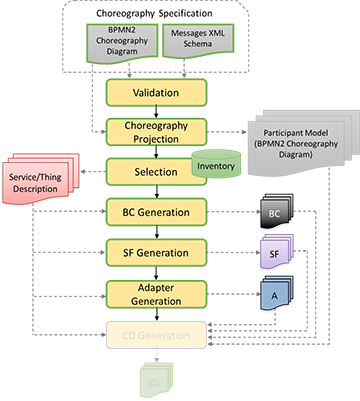 Choreography Specification
BPMN2
Choreography
Diagram
Messages XML
Schema
Validation
Choreography
Projection
Participant Model
(BPMN2 Choreography
Diagram)
Service/Thing
Description
Selection
Inventory
BC Generation
BC
SF Generation
SF
Adapter
Generation
A
CD Generation
CD